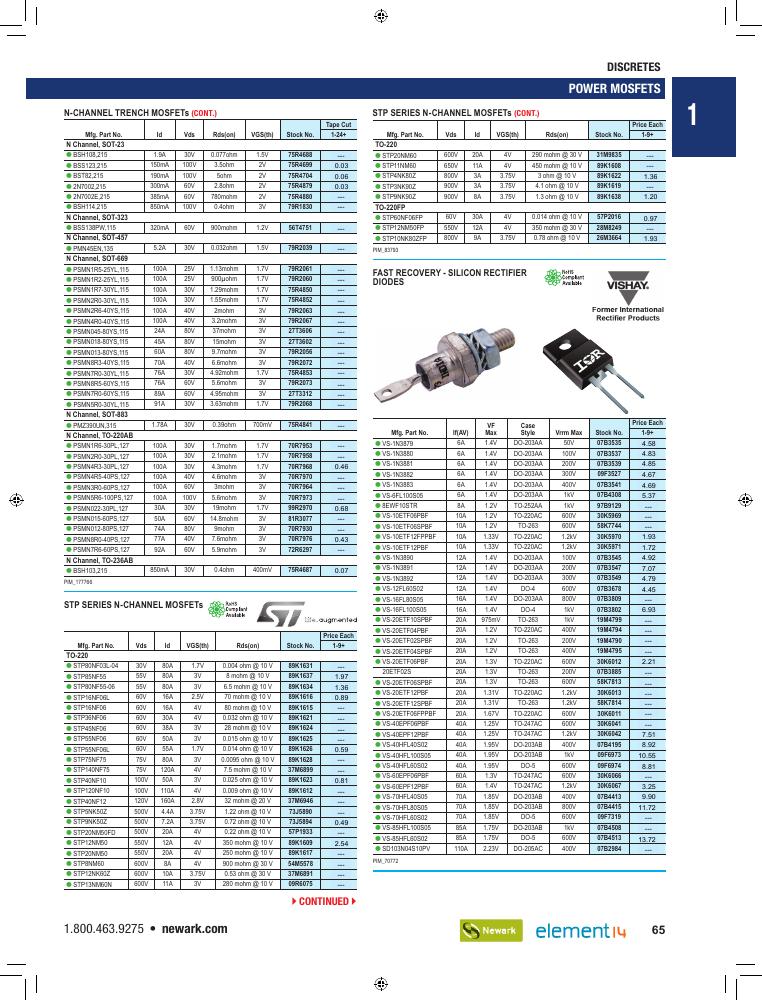 DISCRETES
POWER MOSFETS
1
N-CHANNEL TRENCH MOSFETs (CONT.)
Tape Cut
Mfg. Part No. Id Vds Rds(on) VGS(th) Stock No. 1-24+
N Channel, SOT-23
BSH108,215 1.9A 30V 0.077ohm 1.5V 75R4688 —
BSS123,215 150mA 100V 3.5ohm 2V 75R4699 0.03
BST82,215 190mA 100V 5ohm 2V 75R4704 0.06
2N7002,215 300mA 60V 2.8ohm 2V 75R4879 0.03
2N7002E,215 385mA 60V 780mohm 2V 75R4880 —
BSH114,215 850mA 100V 0.4ohm 3V 79R1830 —
N Channel, SOT-323
BSS138PW,115 320mA 60V 900mohm 1.2V 56T4751 —
N Channel, SOT-457
PMN45EN,135 5.2A 30V 0.032ohm 1.5V 79R2039 —
N Channel, SOT-669
PSMN1R5-25YL,115 100A 25V 1.13mohm 1.7V 79R2061 —
PSMN1R2-25YL,115 100A 25V 900µohm 1.7V 79R2060 —
PSMN1R7-30YL,115 100A 30V 1.29mohm 1.7V 75R4850 —
PSMN2R0-30YL,115 100A 30V 1.55mohm 1.7V 75R4852 —
PSMN2R6-40YS,115 100A 40V 2mohm 3V 79R2063 —
PSMN4R0-40YS,115 100A 40V 3.2mohm 3V 79R2067 —
PSMN045-80YS,115 24A 80V 37mohm 3V 27T3606 —
PSMN018-80YS,115 45A 80V 15mohm 3V 27T3602 —
PSMN013-80YS,115 60A 80V 9.7mohm 3V 79R2056 —
PSMN8R3-40YS,115 70A 40V 6.6mohm 3V 79R2072 —
PSMN7R0-30YL,115 76A 30V 4.92mohm 1.7V 75R4853 —
PSMN8R5-60YS,115 76A 60V 5.6mohm 3V 79R2073 —
PSMN7R0-60YS,115 89A 60V 4.95mohm 3V 27T3312 —
PSMN5R0-30YL,115 91A 30V 3.63mohm 1.7V 79R2068 —
N Channel, SOT-883
PMZ390UN,315 1.78A 30V 0.39ohm 700mV 75R4841 —
N Channel, TO-220AB
PSMN1R6-30PL,127 100A 30V 1.7mohm 1.7V 70R7953 —
PSMN2R0-30PL,127 100A 30V 2.1mohm 1.7V 70R7958 —
PSMN4R3-30PL,127 100A 30V 4.3mohm 1.7V 70R7968 0.46
PSMN4R5-40PS,127 100A 40V 4.6mohm 3V 70R7970 —
PSMN3R0-60PS,127 100A 60V 3mohm 3V 70R7964 —
PSMN5R6-100PS,127 100A 100V 5.6mohm 3V 70R7973 —
PSMN022-30PL,127 30A 30V 19mohm 1.7V 99R2970 0.68
PSMN015-60PS,127 50A 60V 14.8mohm 3V 81R3077 —
PSMN012-80PS,127 74A 80V 9mohm 3V 70R7930 —
PSMN8R0-40PS,127 77A 40V 7.6mohm 3V 70R7976 0.43
PSMN7R6-60PS,127 92A 60V 5.9mohm 3V 72R6297 —
N Channel, TO-236AB
BSH103,215 850mA 30V 0.4ohm 400mV 75R4687 0.07
PIM_177766
STP SERIES N-CHANNEL MOSFETs
RoHS
Compliant
Available
ST
life.augmented
Price Each
Mfg. Part No. Vds Id VGS(th) Rds(on) Stock No. 1-9+
TO-220
STP80NF03L-04 30V 80A 1.7V 0.004 ohm @ 10 V 89K1631 —
STP85NF55 55V 80A 3V 8 mohm @ 10 V 89K1637 1.97
STP80NF55-06 55V 80A 3V 6.5 mohm @ 10 V 89K1634 1.36
STP16NF06L 60V 16A 2.5V 70 mohm @ 10 V 89K1616 0.89
STP16NF06 60V 16A 4V 80 mohm @ 10 V 89K1615 —
STP36NF06 60V 30A 4V 0.032 ohm @ 10 V 89K1621 —
STP45NF06 60V 38A 3V 28 mohm @ 10 V 89K1624 —
STP55NF06 60V 50A 3V 0.015 ohm @ 10 V 89K1625 —
STP55NF06L 60V 55A 1.7V 0.014 ohm @ 10 V 89K1626 0.59
STP75NF75 75V 80A 3V 0.0095 ohm @ 10 V 89K1628 —
STP140NF75 75V 120A 4V 7.5 mohm @ 10 V 37M6899 —
STP40NF10 100V 50A 3V 0.025 ohm @ 10 V 89K1623 0.81
STP120NF10 100V 110A 4V 0.009 ohm @ 10 V 89K1612 —
STP40NF12 120V 160A 2.8V 32 mohm @ 20 V 37M6946 —
STP5NK50Z 500V 4.4A 3.75V 1.22 ohm @ 10 V 73J5890 —
STP9NK50Z 500V 7.2A 3.75V 0.72 ohm @ 10 V 73J5894 0.49
STP20NM50FD 500V 20A 4V 0.22 ohm @ 10 V 57P1933 —
STP12NM50 550V 12A 4V 350 mohm @ 10 V 89K1609 2.54
STP20NM50 550V 20A 4V 250 mohm @ 10 V 89K1617 —
STP8NM60 600V 8A 4V 900 mohm @ 30 V 54M5578 —
STP12NK60Z 600V 10A 3.75V 0.53 ohm @ 30 V 37M6891 —
STP13NM60N 600V 11A 3V 280 mohm @ 10 V 09R6075 —
CONTINUED
STP SERIES N-CHANNEL MOSFETs (CONT.)
Price Each
Mfg. Part No. Vds Id VGS(th) Rds(on) Stock No. 1-9+
TO-220
STP20NM60 600V 20A 4V 290 mohm @ 30 V 31M9835 —
STP11NM60 650V 11A 4V 450 mohm @ 10 V 89K1608 —
STP4NK80Z 800V 3A 3.75V 3 ohm @ 10 V 89K1622 1.36
STP3NK90Z 900V 3A 3.75V 4.1 ohm @ 10 V 89K1619 —
STP9NK90Z 900V 8A 3.75V 1.3 ohm @ 10 V 89K1638 1.20
TO-220FP
STP60NF06FP 60V 30A 4V 0.014 ohm @ 10 V 57P2016 0.97
STP12NM50FP 550V 12A 4V 350 mohm @ 30 V 28M8249 —
STP10NK80ZFP 800V 9A 3.75V 0.78 ohm @ 10 V 26M3664 1.93
PIM_83793
FAST RECOVERY - SILICON RECTIFIER
DIODES
RoHS
Compliant
Available
VISHAY.
Former International
Rectifier Products
IOR
Price Each
Mfg. Part No. If(AV) VF Max Case Style Vrrm Max Stock No. 1-9+
VS-1N3879 6A 1.4V DO-203AA 50V 07B3535 4.58
VS-1N3880 6A 1.4V DO-203AA 100V 07B3537 4.83
VS-1N3881 6A 1.4V DO-203AA 200V 07B3539 4.85
VS-1N3882 6A 1.4V DO-203AA 300V 09F3527 4.67
VS-1N3883 6A 1.4V DO-203AA 400V 07B3541 4.69
VS-6FL100S05 6A 1.4V DO-203AA 1kV 07B4308 5.37
8EWF10STR 8A 1.2V TO-252AA 1kV 97B9129 —
VS-10ETF06PBF 10A 1.2V TO-220AC 600V 30K5969 —
VS-10ETF06SPBF 10A 1.2V TO-263 600V 58K7744 —
VS-10ETF12FPPBF 10A 1.33V TO-220AC 1.2kV 30K5970 1.93
VS-10ETF12PBF 10A 1.33V TO-220AC 1.2kV 30K5971 1.72
VS-1N3890 12A 1.4V DO-203AA 100V 07B3545 4.92
VS-1N3891 12A 1.4V DO-203AA 200V 07B3547 7.07
VS-1N3892 12A 1.4V DO-203AA 300V 07B3549 4.79
VS-12FL60S02 12A 1.4V DO-4 600V 07B3678 4.45
VS-16FL80S05 16A 1.4V DO-203AA 800V 07B3809 —
VS-16FL100S05 16A 1.4V DO-4 1kV 07B3802 6.93
VS-20ETF10SPBF 20A 975mV TO-263 1kV 19M4799 —
VS-20ETF04PBF 20A 1.2V TO-220AC 400V 19M4794 —
VS-20ETF02SPBF 20A 1.2V TO-263 200V 19M4790 —
VS-20ETF04SPBF 20A 1.2V TO-263 400V 19M4795 —
VS-20ETF06PBF 20A 1.3V TO-220AC 600V 30K6012 2.21
20ETF02S 20A 1.3V TO-263 200V 07B3885 —
VS-20ETF06SPBF 20A 1.3V TO-263 600V 58K7813 —
VS-20ETF12PBF 20A 1.31V TO-220AC 1.2kV 30K6013 —
VS-20ETF12SPBF 20A 1.31V TO-263 1.2kV 58K7814 —
VS-20ETF06FPPBF 20A 1.67V TO-220AC 600V 30K6011 —
VS-40EPF06PBF 40A 1.25V TO-247AC 600V 30K6041 —
VS-40EPF12PBF 40A 1.25V TO-247AC 1.2kV 30K6042 7.51
VS-40HFL40S02 40A 1.95V DO-203AB 400V 07B4195 8.92
VS-40HFL100S05 40A 1.95V DO-203AB 1kV 09F6973 10.55
VS-40HFL60S02 40A 1.95V DO-5 600V 09F6974 8.81
VS-60EPF06PBF 60A 1.3V TO-247AC 600V 30K6066 —
VS-60EPF12PBF 60A 1.4V TO-247AC 1.2kV 30K6067 3.25
VS-70HFL40S05 70A 1.85V DO-203AB 400V 07B4413 9.90
VS-70HFL80S05 70A 1.85V DO-203AB 800V 07B4415 11.72
VS-70HFL60S02 70A 1.85V DO-5 600V 09F7319 —
VS-85HFL100S05 85A 1.75V DO-203AB 1kV 07B4508 —
VS-85HFL60S02 85A 1.75V DO-5 600V 07B4513 13.72
SD103N04S10PV 110A 2.23V DO-205AC 400V 07B2984 —
PIM_70772
1.800.463.9275 • newark.com
Newark
element14
65